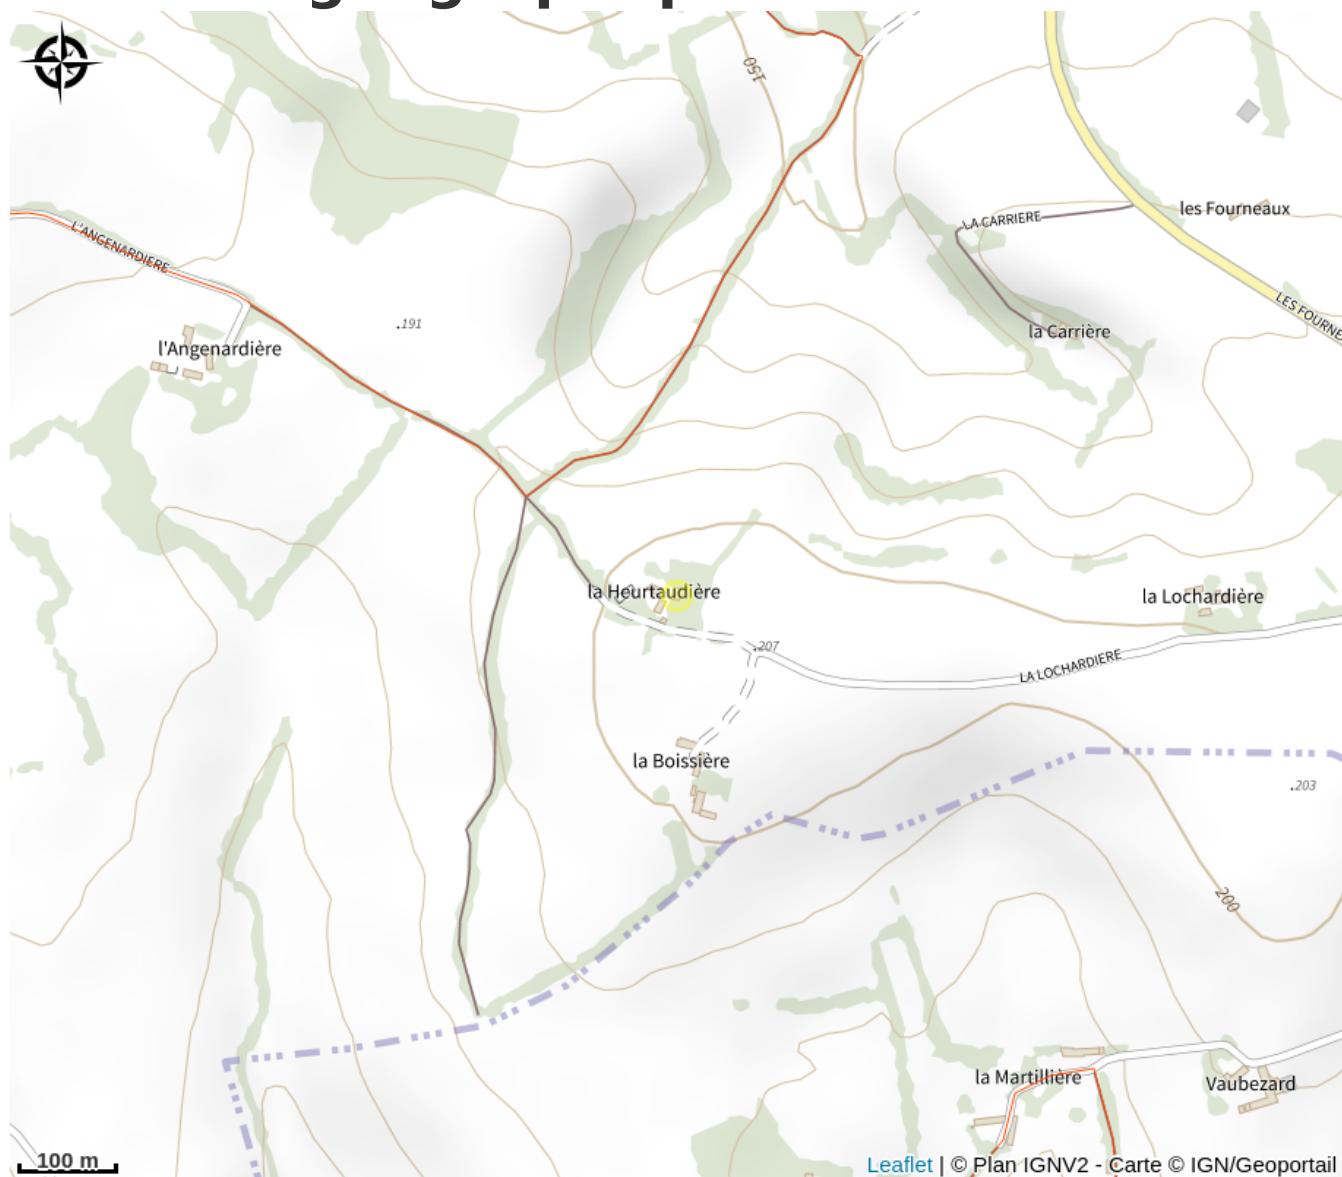 150
les Fourneaux
LA CARRIERE
L'ANGENARDIERE
LES FOURNE
.191
la Carrière
l'Angenardière
la Heurtaudière
la Lochardière
.207
LA LOCHARDIERE
la Boissière
.203
200
la Martillière
Vaubezard
100 m
Leaflet | © Plan IGNV2 - Carte © IGN/Geoportail